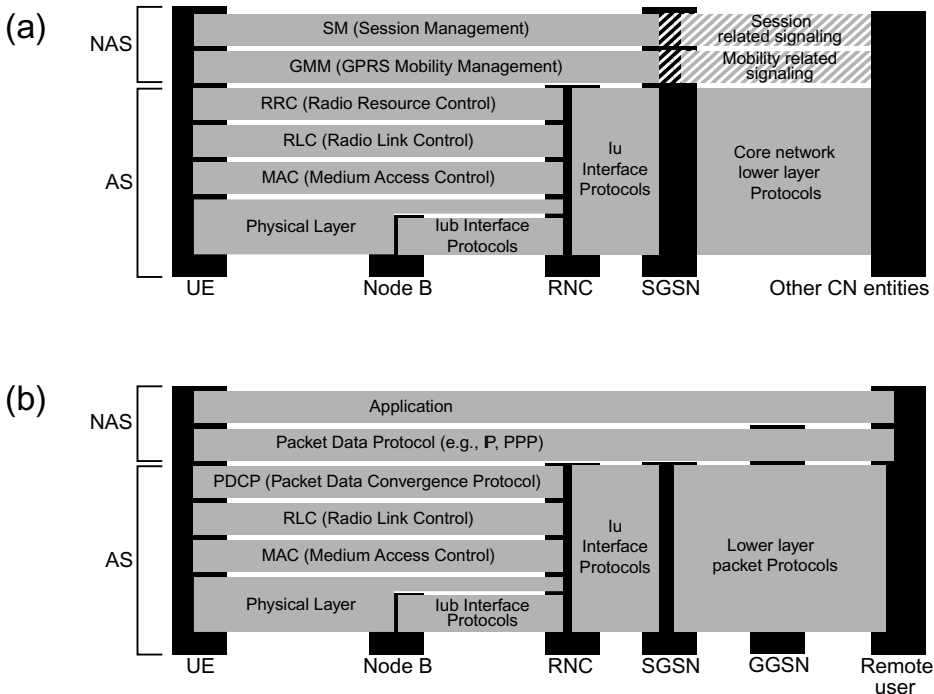 (a)
NAS
SM (Session Management)
Session
related signaling
GMM (GPRS Mobility Management)
Mobility related
signaling
AS
RRC (Radio Resource Control)
RLC (Radio Link Control)
MAC (Medium Access Control)
Physical Layer
Iub Interface
Protocols
Iu
Interface
Protocols
Core network
lower layer
Protocols
UE
Node B
RNC
SGSN
Other CN entities
(b)
NAS
Application
Packet Data Protocol (e.g., IP, PPP)
AS
PDCP (Packet Data Convergence Protocol)
RLC (Radio Link Control)
MAC (Medium Access Control)
Physical Layer
Iub Interface
Protocols
Iu
Interface
Protocols
Lower layer
packet Protocols
UE
Node B
RNC
SGSN
GGSN
Remote
user